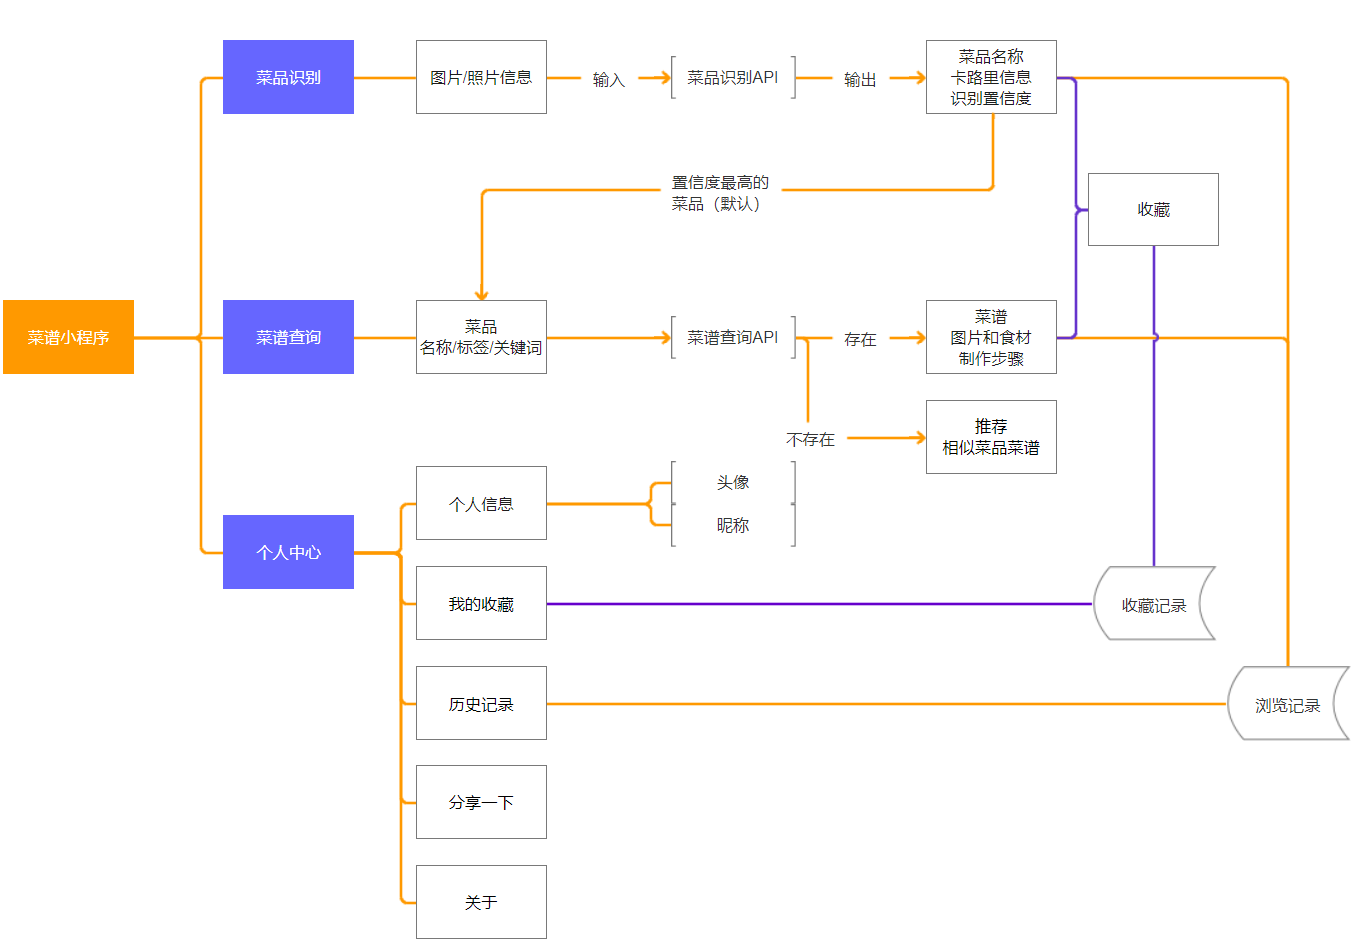 菜品识别
图片/照片信息
输入
菜品识别API
输出
菜品名称
卡路里信息
识别置信度
置信度最高的
菜品（默认）
收藏
菜谱小程序
菜谱查询
菜品
名称/标签/关键词
菜谱查询API
存在
菜谱
图片和食材
制作步骤
不存在
推荐
相似菜品菜谱
个人中心
个人信息
头像
昵称
我的收藏
收藏记录
历史记录
浏览记录
分享一下
关于